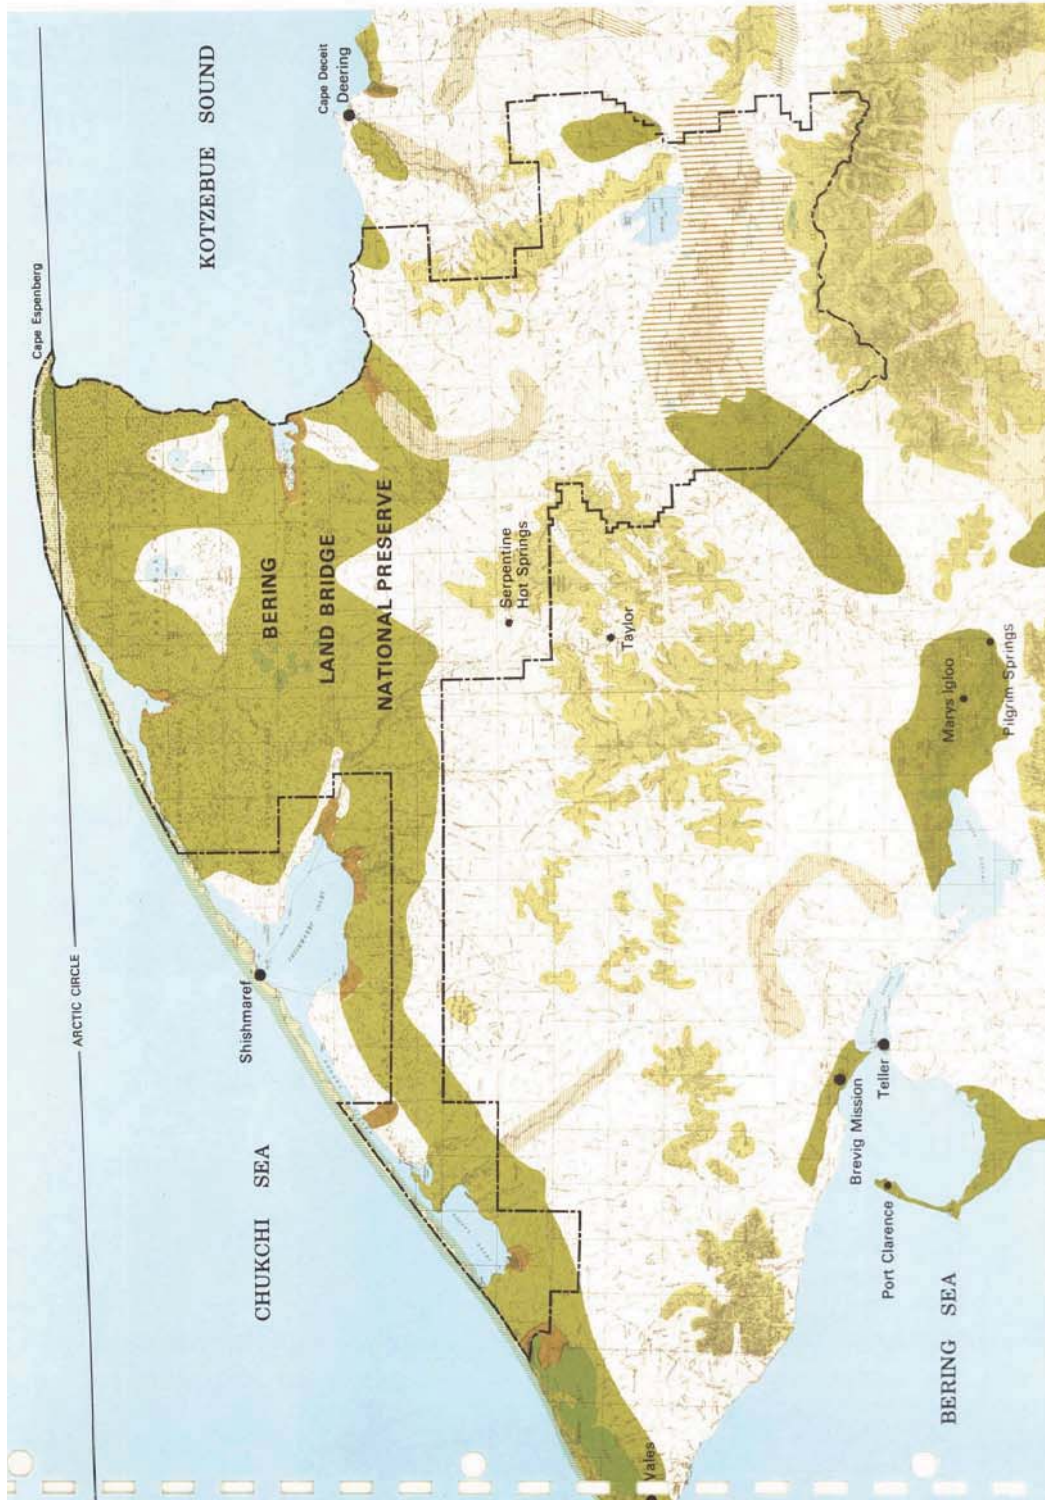 ARCTIC CIRCLE
CHUKCHI SEA
KOTZEBUE SOUND
Cape Espenberg
Cape Deceit
Deering
Shishmaref
BERING
LAND BRIDGE
NATIONAL PRESERVE
Serpentine
Hot Springs
Taylor
Marys Igloo
Pilgrim Springs
Teller
Brevig Mission
Port Clarence
BERING SEA
Wales